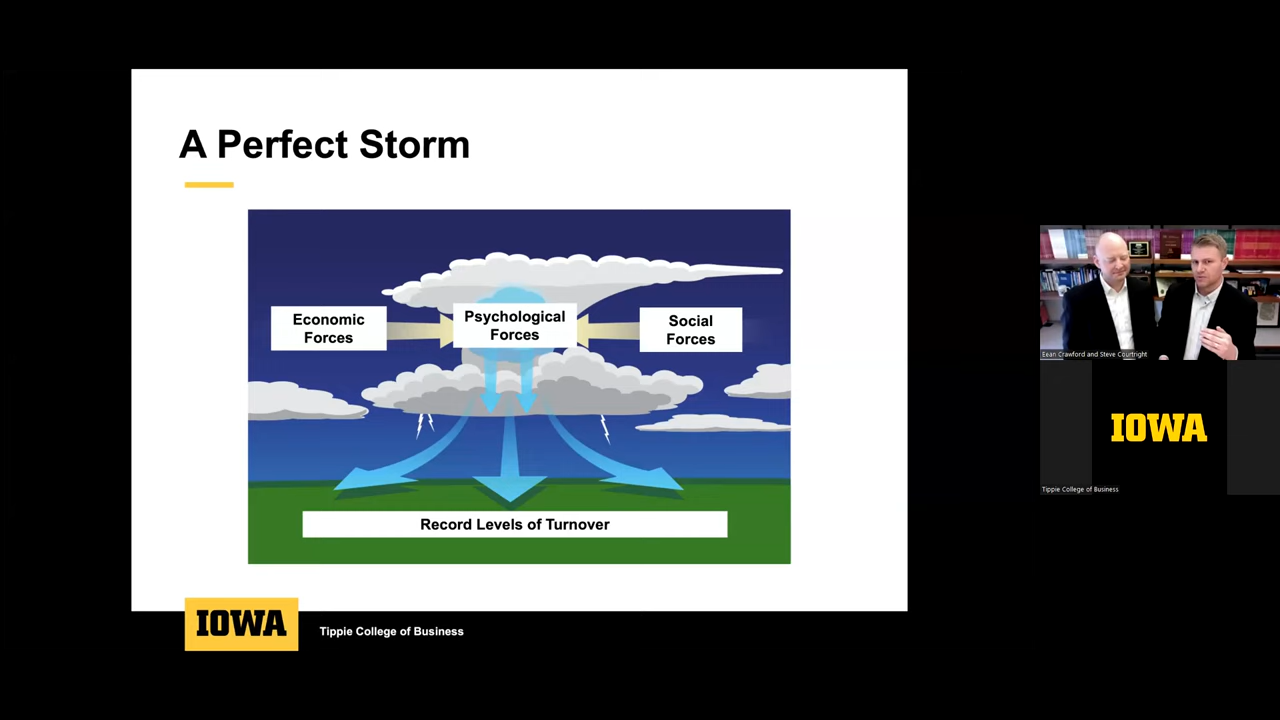 A Perfect Storm
Economic
Forces
Psychological
Forces
Social
Forces
Record Levels of Turnover
IOWA
Tippie College of Business
Eean Crawford and Steve Courtright
IOWA
Tippie College of Business